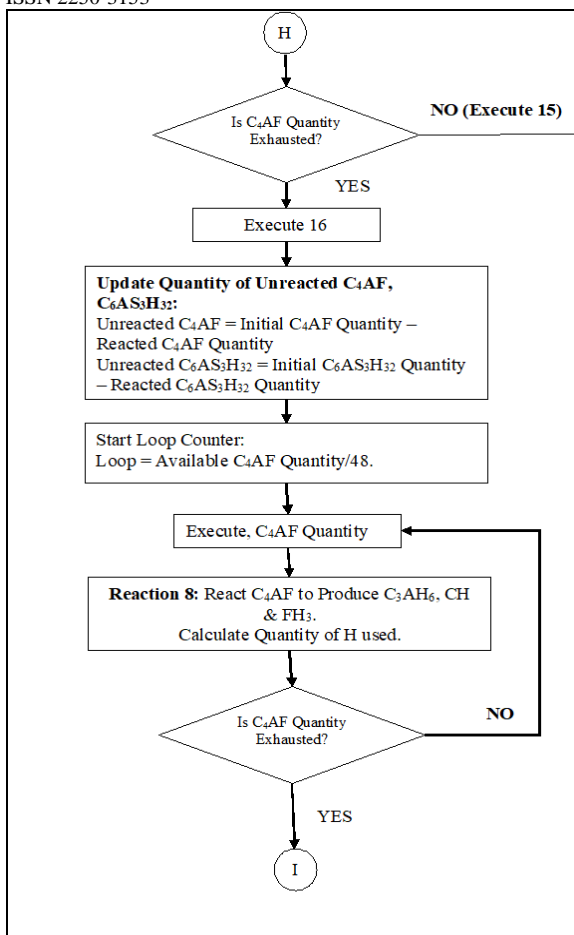 ISSN 2250-3153
H
Is C₄AF Quantity
Exhausted?
NO (Execute 15)
YES
Execute 16
Update Quantity of Unreacted C₄AF,
C₆AS₃H₃₂:
Unreacted C₄AF = Initial C₄AF Quantity –
Reacted C₄AF Quantity
Unreacted C₆AS₃H₃₂ = Initial C₆AS₃H₃₂ Quantity
– Reacted C₆AS₃H₃₂ Quantity
Start Loop Counter:
Loop = Available C₄AF Quantity/48.
Execute, C₄AF Quantity
Reaction 8: React C₄AF to Produce C₃AH₆, CH
& FH₃.
Calculate Quantity of H used.
Is C₄AF Quantity
Exhausted?
NO
YES
I